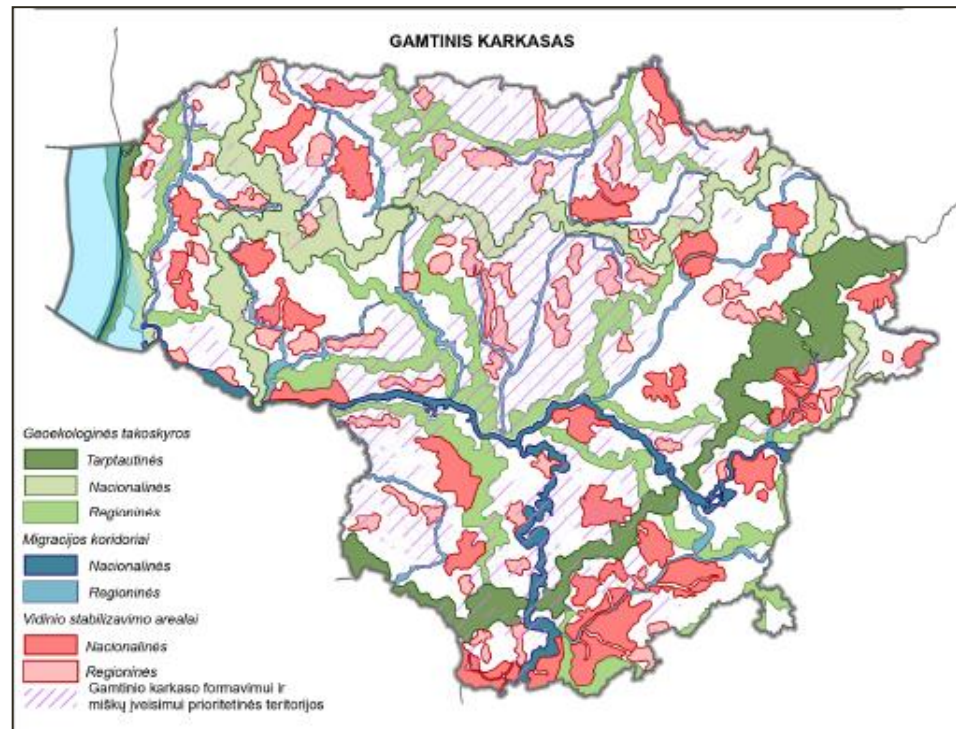 GAMTINIS KARKASAS
Geoekologinės takoskyros
Tarptautinės
Nacionalinės
Regioninės
Migracijos koridoriai
Nacionalinės
Regioninės
Vidinio stabilizavimo arealai
Nacionalinės
Regioninės
Gamtinio karkaso formavimui ir
miškų įveisimui prioritetinės teritorijos